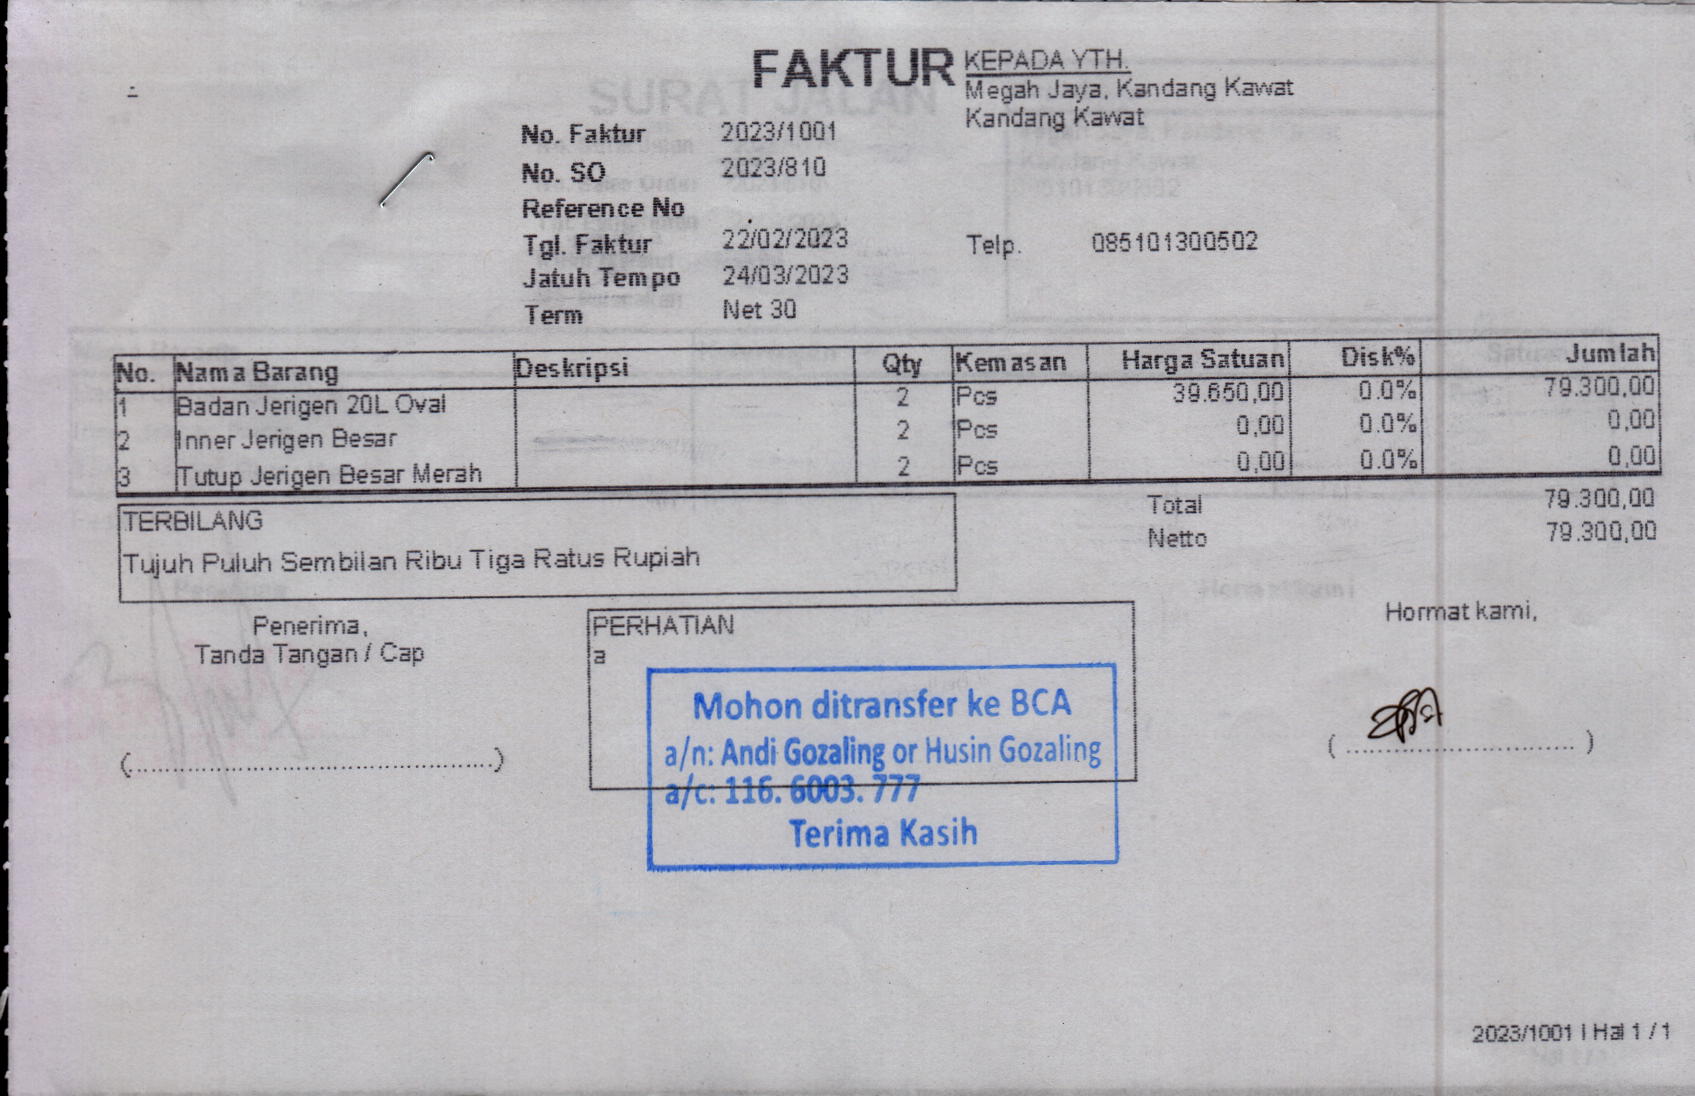 FAKTUR
KEPADA YTH.
Megah Jaya, Kandang Kawat
Kandang Kawat
No. Faktur 2023/1001
No. SO 2023/810
Reference No
Tgl. Faktur 22/02/2023 Telp. 085101300502
Jatuh Tempo 24/03/2023
Term Net 30
No. Nama Barang Deskripsi Qty Kemasan Harga Satuan Disk% Jumlah
1 Badan Jerigen 20L Oval 2 Pcs 39.650,00 0.0% 79.300,00
2 Inner Jerigen Besar 2 Pcs 0,00 0.0% 0,00
3 Tutup Jerigen Besar Merah 2 Pcs 0,00 0.0% 0,00
Total 79.300,00
Netto 79.300,00
TERBILANG
Tujuh Puluh Sembilan Ribu Tiga Ratus Rupiah
Penerima,
Tanda Tangan / Cap
(................................................)
PERHATIAN
a
Mohon ditransfer ke BCA
a/n: Andi Gozaling or Husin Gozaling
a/c: 116. 6003. 777
Terima Kasih
Hormat kami,
( .............................. )
2023/1001 | Hal 1 / 1
SURAT JALAN